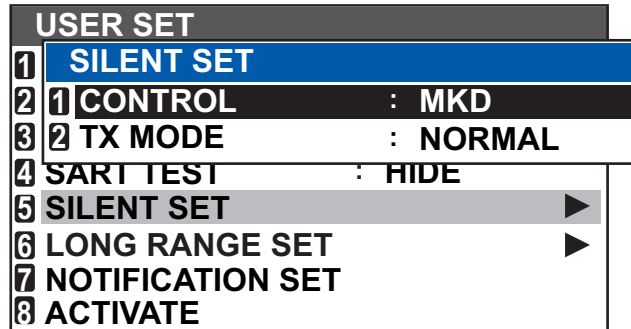 USER SET
1 SILENT SET
2 1 CONTROL : MKD
3 2 TX MODE : NORMAL
4 SART TEST : HIDE
5 SILENT SET ▶
6 LONG RANGE SET ▶
7 NOTIFICATION SET
8 ACTIVATE